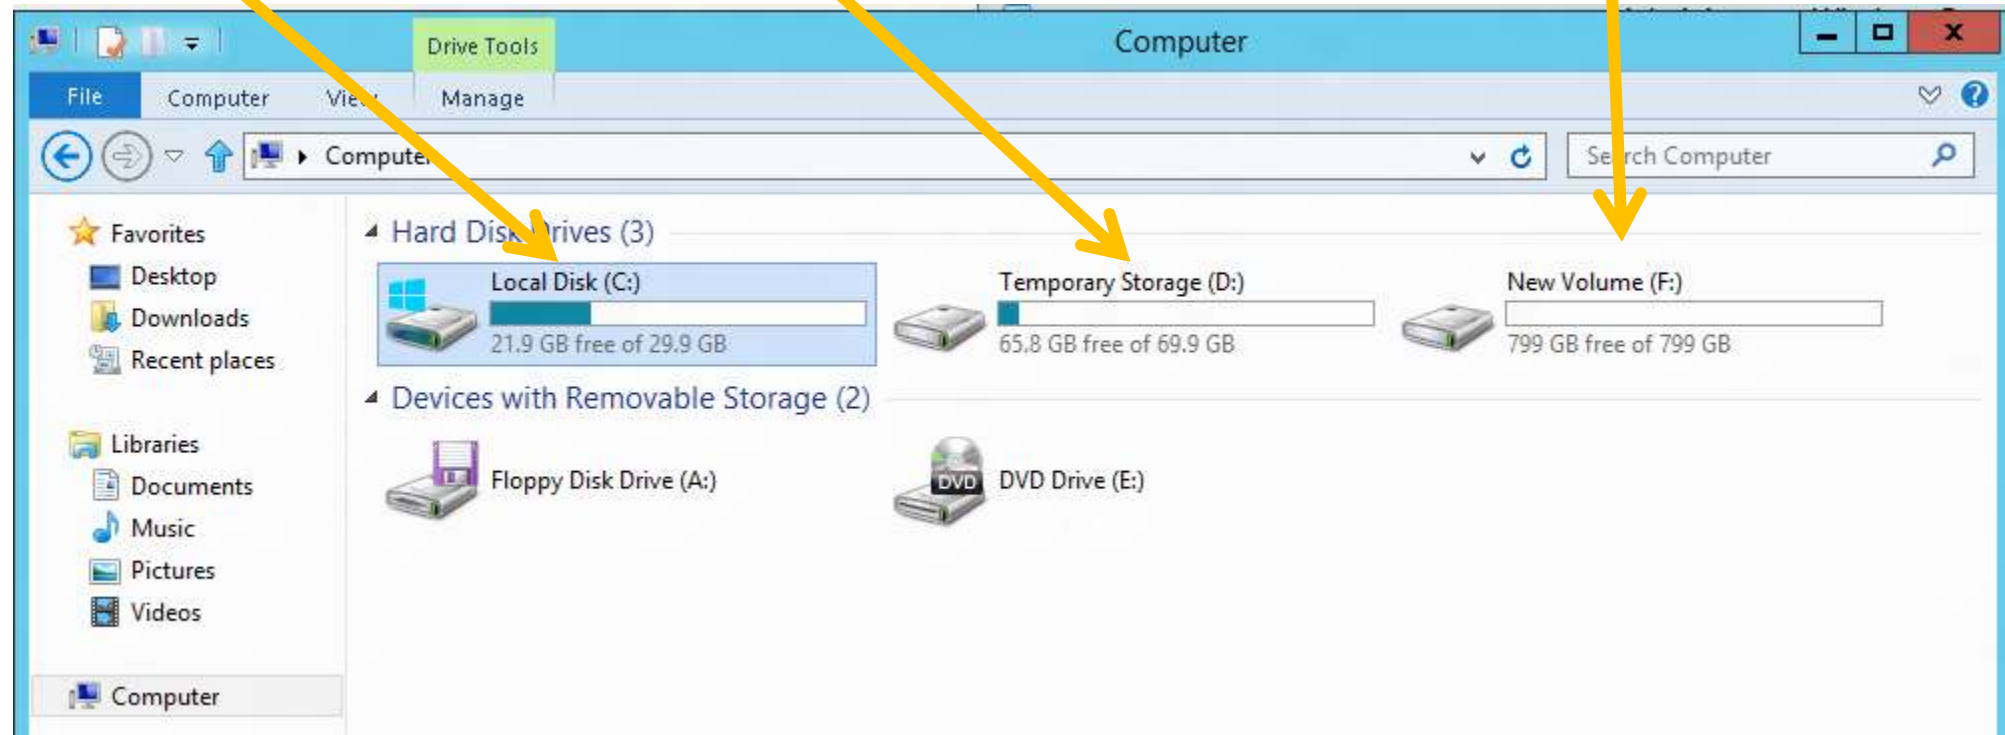 Drive Tools
Computer
File
Computer
View
Manage
Computer
Search Computer
Favorites
Desktop
Downloads
Recent places
Libraries
Documents
Music
Pictures
Videos
Computer
Hard Disk Drives (3)
Local Disk (C:)
21.9 GB free of 29.9 GB
Temporary Storage (D:)
65.8 GB free of 69.9 GB
New Volume (F:)
799 GB free of 799 GB
Devices with Removable Storage (2)
Floppy Disk Drive (A:)
DVD
DVD Drive (E:)